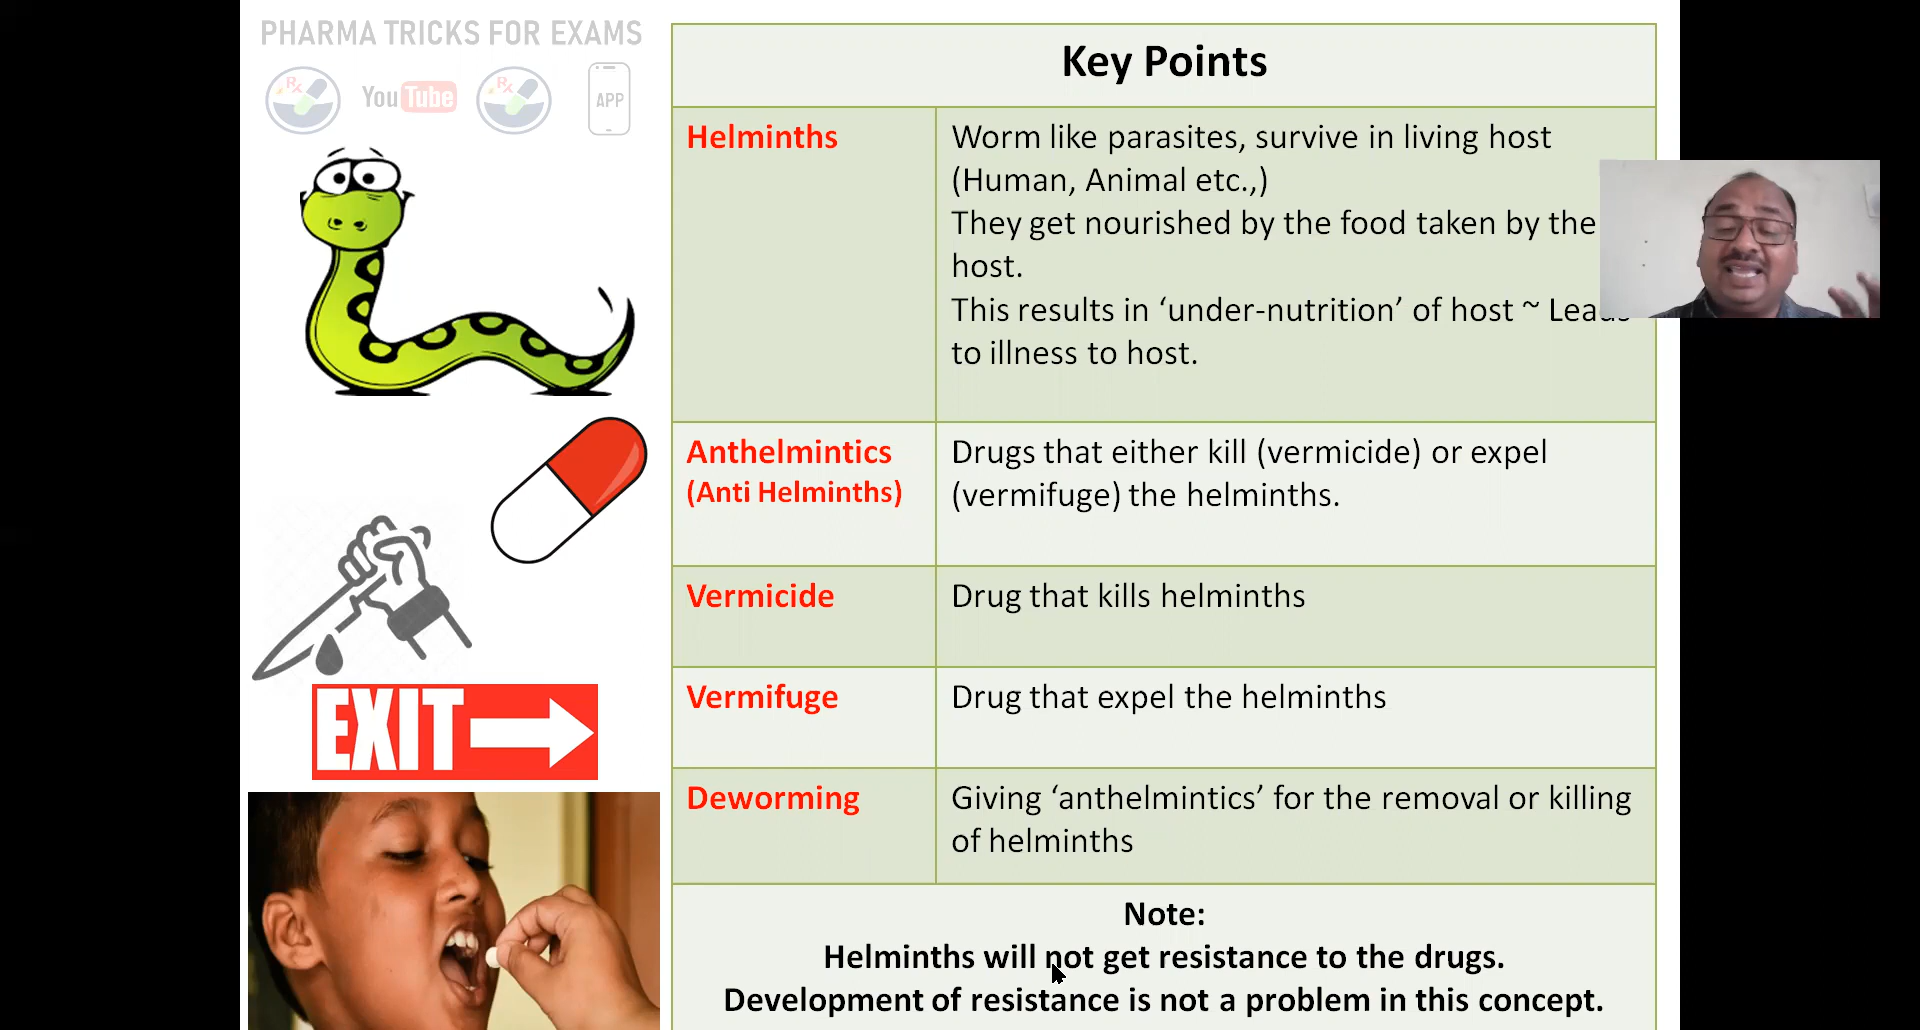 PHARMA TRICKS FOR EXAMS
Rx
YouTube
Rx
APP
Key Points
Helminths
Worm like parasites, survive in living host
(Human, Animal etc.,)
They get nourished by the food taken by the
host.
This results in ‘under-nutrition’ of host ~ Leads
to illness to host.
Anthelmintics
(Anti Helminths)
Drugs that either kill (vermicide) or expel
(vermifuge) the helminths.
Vermicide
Drug that kills helminths
Vermifuge
Drug that expel the helminths
Deworming
Giving ‘anthelmintics’ for the removal or killing
of helminths
EXIT
Note:
Helminths will not get resistance to the drugs.
Development of resistance is not a problem in this concept.